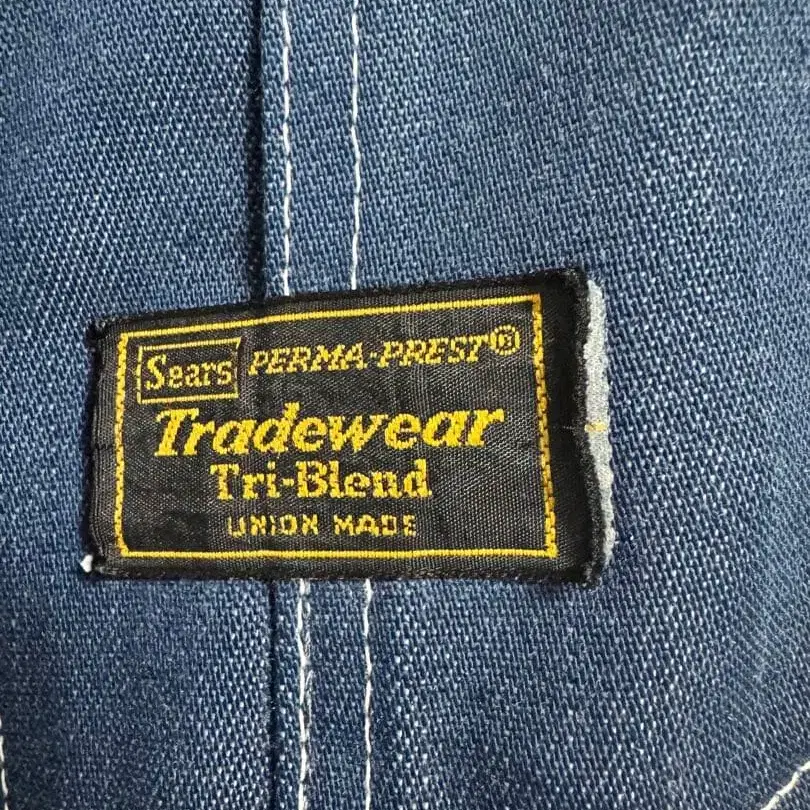 Sears PERMA-PREST®
Tradewear
Tri-Blend
UNION MADE